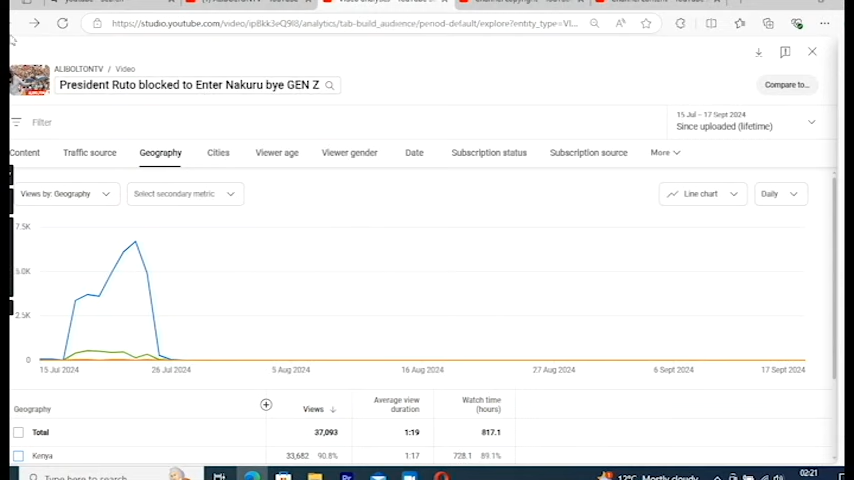 https://studio.youtube.com/video/ipBkk3eQ9I8/analytics/tab-build_audience/period-default/explore?entity_type=VI...
ALIBOLTONTV / Video
President Ruto blocked to Enter Nakuru bye GEN Z
Compare to...
Filter
15 Jul – 17 Sept 2024
Since uploaded (lifetime)
Content Traffic source Geography Cities Viewer age Viewer gender Date Subscription status Subscription source More
Views by: Geography Select secondary metric Line chart Daily
7.5K
5.0K
2.5K
0
15 Jul 2024 26 Jul 2024 5 Aug 2024 16 Aug 2024 27 Aug 2024 6 Sept 2024 17 Sept 2024
Geography Views Average view duration Watch time (hours)
Total 37,093 1:19 817.1
Kenya 33,682 90.8% 1:17 728.1 89.1%
Type here to search 12°C Mostly cloudy 02:21